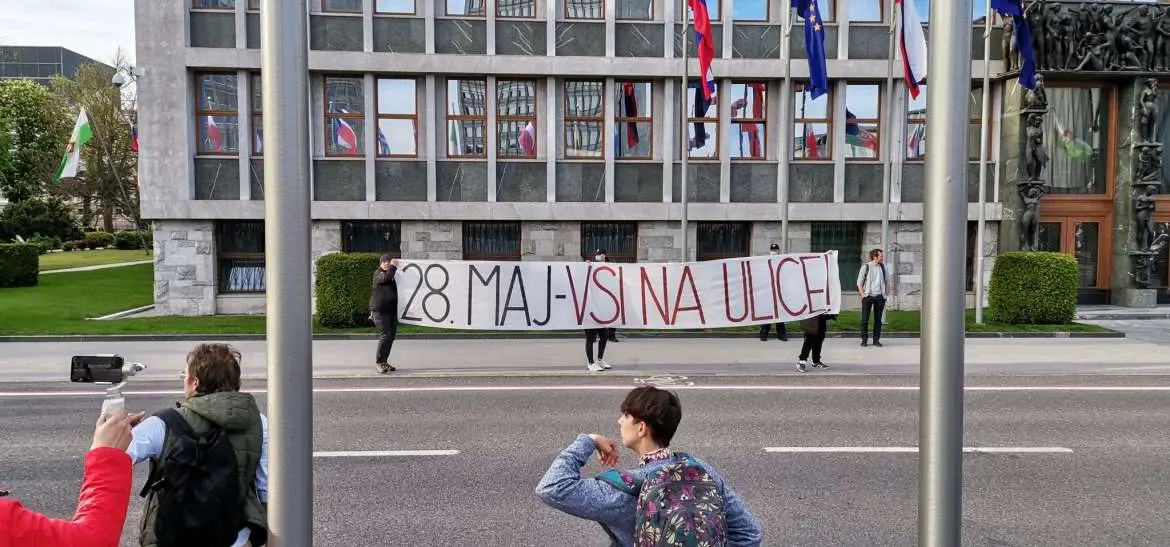 28. MAJ-VSI NA ULICE!